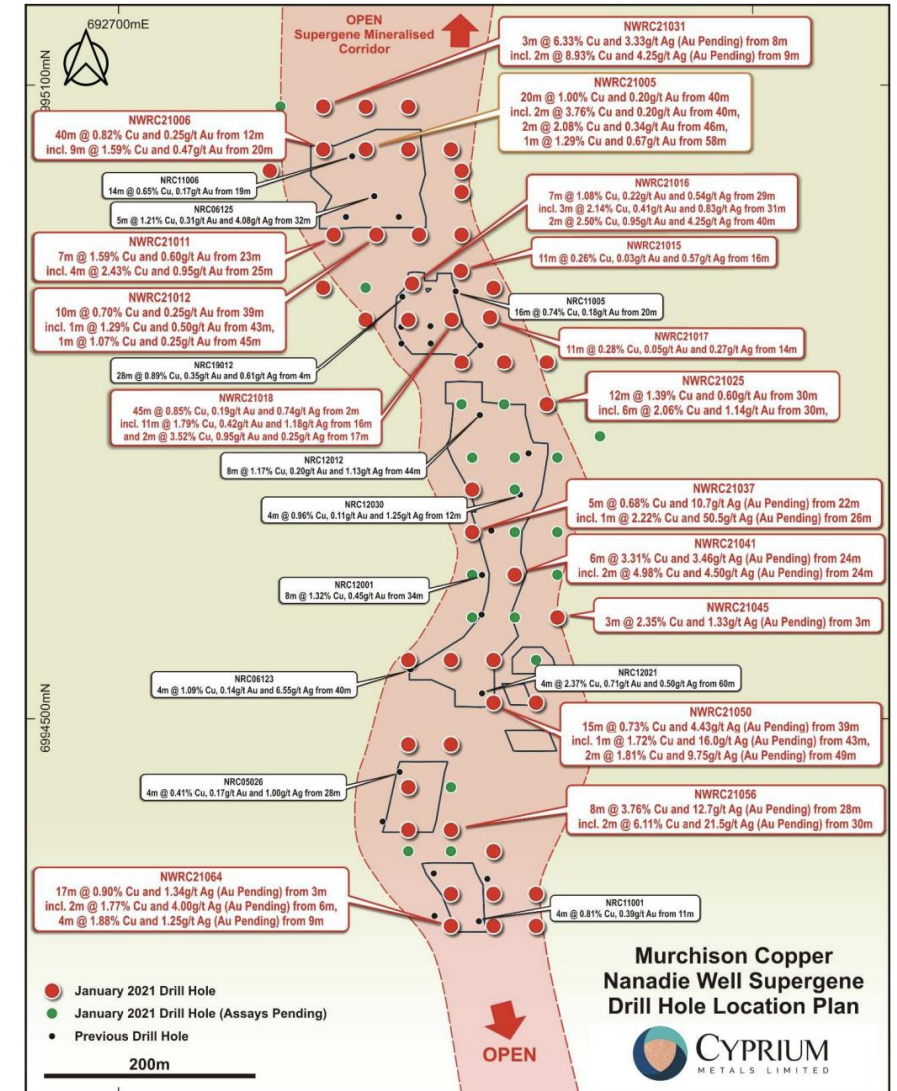 692700mE
995100mN
OPEN
Supergene Mineralised
Corridor
NWRC21031
3m @ 6.33% Cu and 3.33g/t Ag (Au Pending) from 8m
incl. 2m @ 8.93% Cu and 4.25g/t Ag (Au Pending) from 9m
NWRC21005
20m @ 1.00% Cu and 0.20g/t Au from 40m
incl. 2m @ 3.76% Cu and 0.20g/t Au from 40m,
2m @ 2.08% Cu and 0.34g/t Au from 46m,
1m @ 1.29% Cu and 0.67g/t Au from 58m
NWRC21006
40m @ 0.82% Cu and 0.25g/t Au from 12m
incl. 9m @ 1.59% Cu and 0.47g/t Au from 20m
NRC11006
14m @ 0.65% Cu, 0.17g/t Au from 19m
NRC06125
5m @ 1.21% Cu, 0.31g/t Au and 4.08g/t Ag from 32m
NWRC21016
7m @ 1.08% Cu, 0.22g/t Au and 0.54g/t Ag from 29m
incl. 3m @ 2.14% Cu, 0.41g/t Au and 0.83g/t Ag from 31m
2m @ 2.50% Cu, 0.95g/t Au and 4.25g/t Ag from 40m
NWRC21011
7m @ 1.59% Cu and 0.60g/t Au from 23m
incl. 4m @ 2.43% Cu and 0.95g/t Au from 25m
NWRC21015
11m @ 0.26% Cu, 0.03g/t Au and 0.57g/t Ag from 16m
NWRC21012
10m @ 0.70% Cu and 0.25g/t Au from 39m
incl. 1m @ 1.29% Cu and 0.50g/t Au from 43m,
1m @ 1.07% Cu and 0.25g/t Au from 45m
NRC11005
16m @ 0.74% Cu, 0.18g/t Au from 20m
NWRC21017
11m @ 0.28% Cu, 0.05g/t Au and 0.27g/t Ag from 14m
NRC19012
28m @ 0.89% Cu, 0.35g/t Au and 0.61g/t Ag from 4m
NWRC21018
45m @ 0.85% Cu, 0.19g/t Au and 0.74g/t Ag from 2m
incl. 11m @ 1.79% Cu, 0.42g/t Au and 1.18g/t Ag from 16m
and 2m @ 3.52% Cu, 0.95g/t Au and 0.25g/t Ag from 17m
NWRC21025
12m @ 1.39% Cu and 0.60g/t Au from 30m
incl. 6m @ 2.06% Cu and 1.14g/t Au from 30m,
NRC12012
8m @ 1.17% Cu, 0.20g/t Au and 1.13g/t Ag from 44m
NRC12030
4m @ 0.96% Cu, 0.11g/t Au and 1.25g/t Ag from 12m
NWRC21037
5m @ 0.68% Cu and 10.7g/t Ag (Au Pending) from 22m
incl. 1m @ 2.22% Cu and 50.5g/t Ag (Au Pending) from 26m
NWRC21041
6m @ 3.31% Cu and 3.46g/t Ag (Au Pending) from 24m
incl. 2m @ 4.98% Cu and 4.50g/t Ag (Au Pending) from 24m
NRC12001
8m @ 1.32% Cu, 0.45g/t Au from 34m
NWRC21045
3m @ 2.35% Cu and 1.33g/t Ag (Au Pending) from 3m
NRC06123
4m @ 1.09% Cu, 0.14g/t Au and 6.55g/t Ag from 40m
NRC12021
4m @ 2.37% Cu, 0.71g/t Au and 0.50g/t Ag from 60m
6994500mN
NWRC21050
15m @ 0.73% Cu and 4.43g/t Ag (Au Pending) from 39m
incl. 1m @ 1.72% Cu and 16.0g/t Ag (Au Pending) from 43m,
2m @ 1.81% Cu and 9.75g/t Ag (Au Pending) from 49m
NRC05026
4m @ 0.41% Cu, 0.17g/t Au and 1.00g/t Ag from 28m
NWRC21056
8m @ 3.76% Cu and 12.7g/t Ag (Au Pending) from 28m
incl. 2m @ 6.11% Cu and 21.5g/t Ag (Au Pending) from 30m
NWRC21064
17m @ 0.90% Cu and 1.34g/t Ag (Au Pending) from 3m
incl. 2m @ 1.77% Cu and 4.00g/t Ag (Au Pending) from 6m,
4m @ 1.88% Cu and 1.25g/t Ag (Au Pending) from 9m
NRC11001
4m @ 0.81% Cu, 0.39g/t Au from 11m
Murchison Copper
Nanadie Well Supergene
Drill Hole Location Plan
January 2021 Drill Hole
January 2021 Drill Hole (Assays Pending)
Previous Drill Hole
200m
OPEN
CYPRIUM
METALS LIMITED